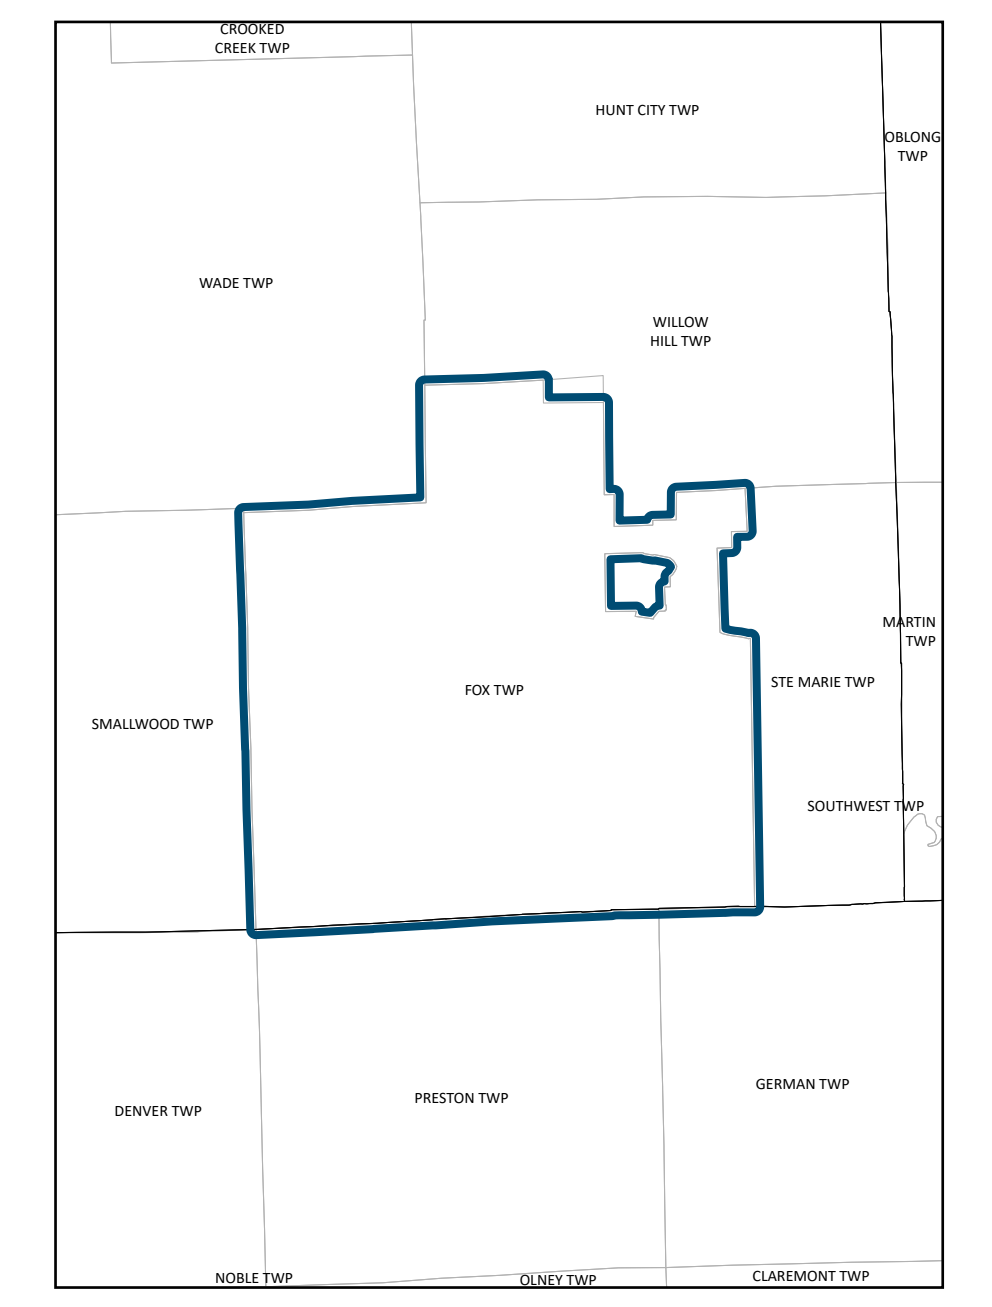 CROOKED
CREEK TWP
HUNT CITY TWP
OBLONG
TWP
WADE TWP
WILLOW
HILL TWP
MARTIN
TWP
STE MARIE TWP
FOX TWP
SMALLWOOD TWP
SOUTHWEST TWP
GERMAN TWP
PRESTON TWP
DENVER TWP
NOBLE TWP
OLNEY TWP
CLAREMONT TWP